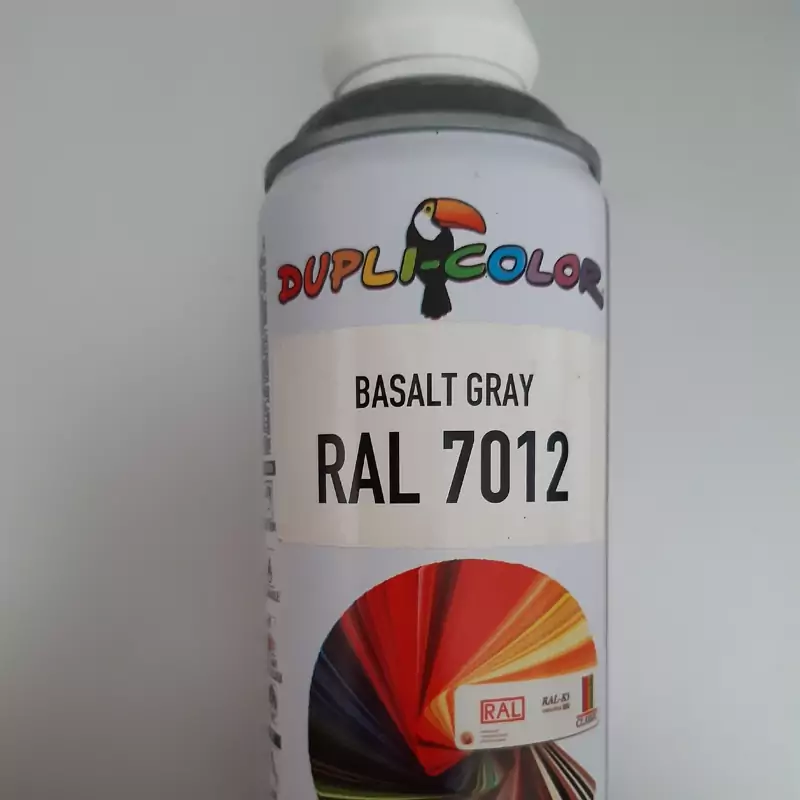 DUPLI-COLOR
BASALT GRAY
RAL 7012
RAL
RAL-K5
CLASSIC